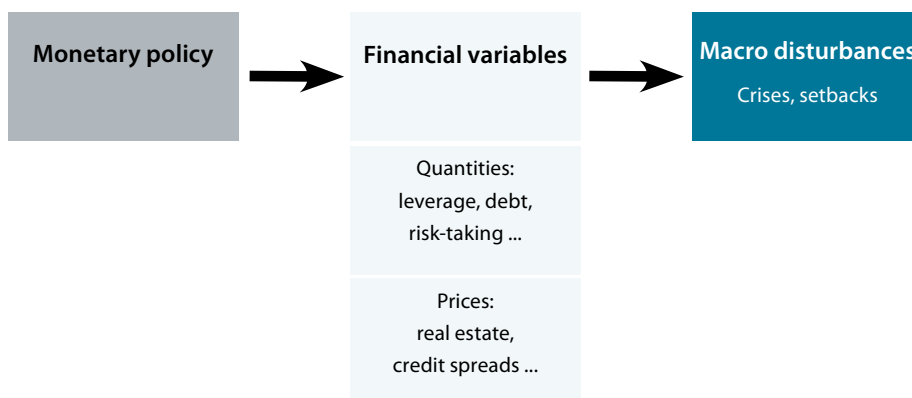 Monetary policy
Financial variables
Macro disturbances
Crises, setbacks
Quantities:
leverage, debt,
risk-taking ...
Prices:
real estate,
credit spreads ...